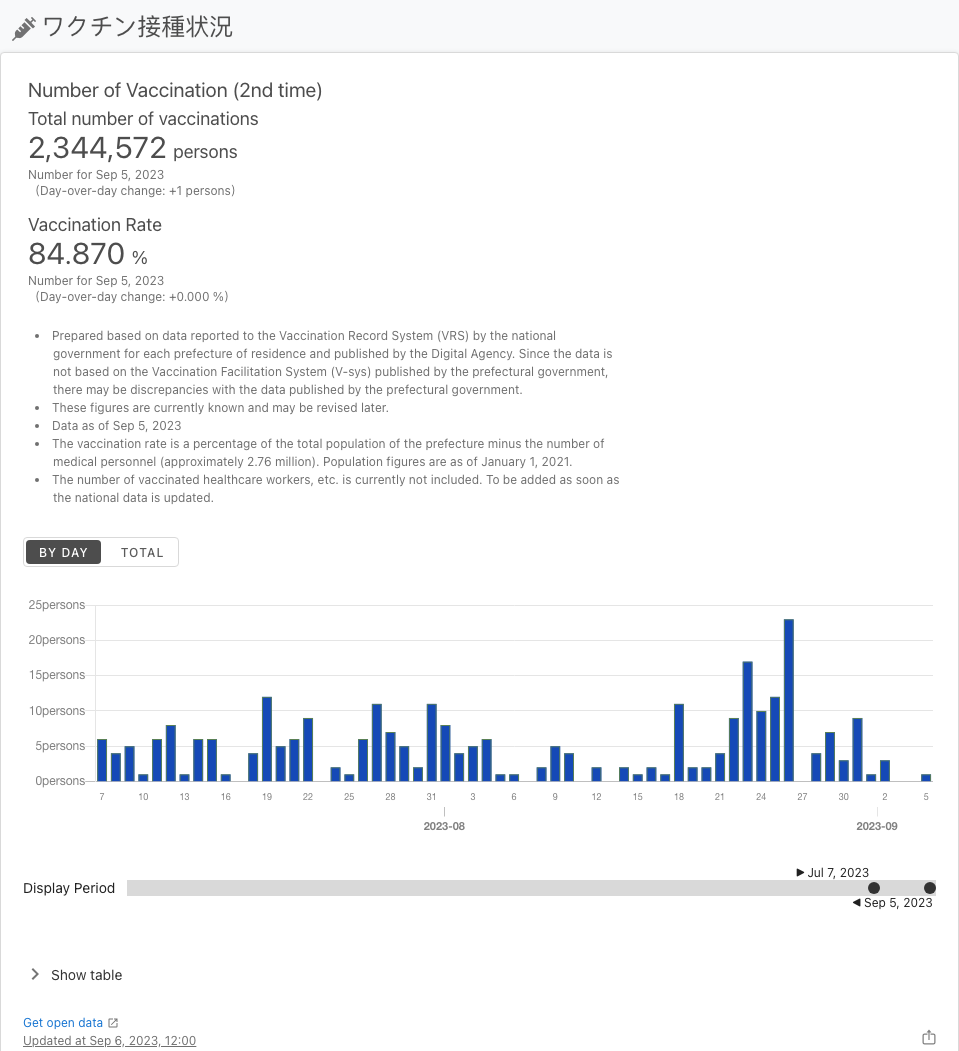 ワクチン接種状況
Number of Vaccination (2nd time)
Total number of vaccinations
2,344,572 persons
Number for Sep 5, 2023
(Day-over-day change: +1 persons)
Vaccination Rate
84.870 %
Number for Sep 5, 2023
(Day-over-day change: +0.000 %)
• Prepared based on data reported to the Vaccination Record System (VRS) by the national
government for each prefecture of residence and published by the Digital Agency. Since the data is
not based on the Vaccination Facilitation System (V-sys) published by the prefectural government,
there may be discrepancies with the data published by the prefectural government.
• These figures are currently known and may be revised later.
• Data as of Sep 5, 2023
• The vaccination rate is a percentage of the total population of the prefecture minus the number of
medical personnel (approximately 2.76 million). Population figures are as of January 1, 2021.
• The number of vaccinated healthcare workers, etc. is currently not included. To be added as soon as
the national data is updated.
BY DAY TOTAL
25persons
20persons
15persons
10persons
5persons
0persons
7 10 13 16 19 22 25 28 31 3 6 9 12 15 18 21 24 27 30 2 5
2023-08 2023-09
Jul 7, 2023
Display Period
Sep 5, 2023
Show table
Get open data
Updated at Sep 6, 2023, 12:00